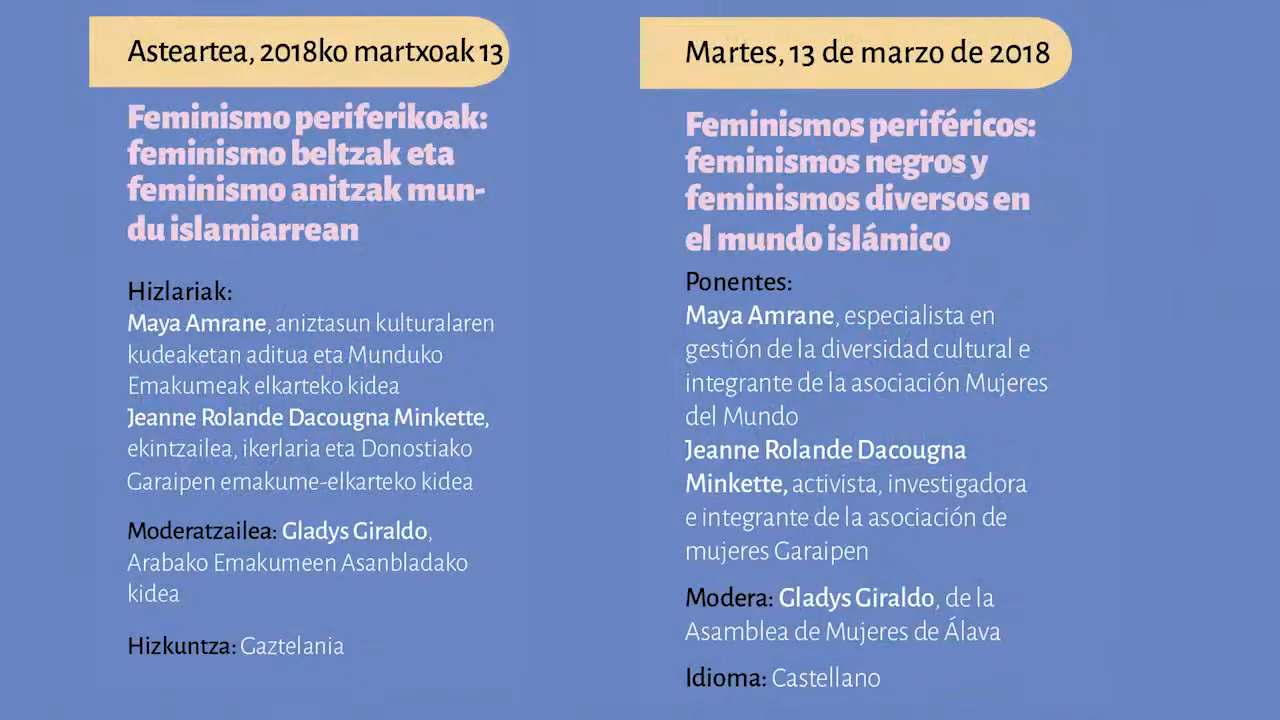 Asteartea, 2018ko martxoak 13
Feminismo periferikoak:
feminismo beltzak eta
feminismo anitzak mun-
du islamiarrean
Hizlariak:
Maya Amrane, aniztasun kulturalaren
kudeaketan aditua eta Munduko
Emakumeak elkarteko kidea
Jeanne Rolande Dacougna Minkette,
ekintzailea, ikerlaria eta Donostiako
Garaipen emakume-elkarteko kidea
Moderatzailea: Gladys Giraldo,
Arabako Emakumeen Asanbladako
kidea
Hizkuntza: Gaztelania
Martes, 13 de marzo de 2018
Feminismos periféricos:
feminismos negros y
feminismos diversos en
el mundo islámico
Ponentes:
Maya Amrane, especialista en
gestión de la diversidad cultural e
integrante de la asociación Mujeres
del Mundo
Jeanne Rolande Dacougna
Minkette, activista, investigadora
e integrante de la asociación de
mujeres Garaipen
Modera: Gladys Giraldo, de la
Asamblea de Mujeres de Álava
Idioma: Castellano